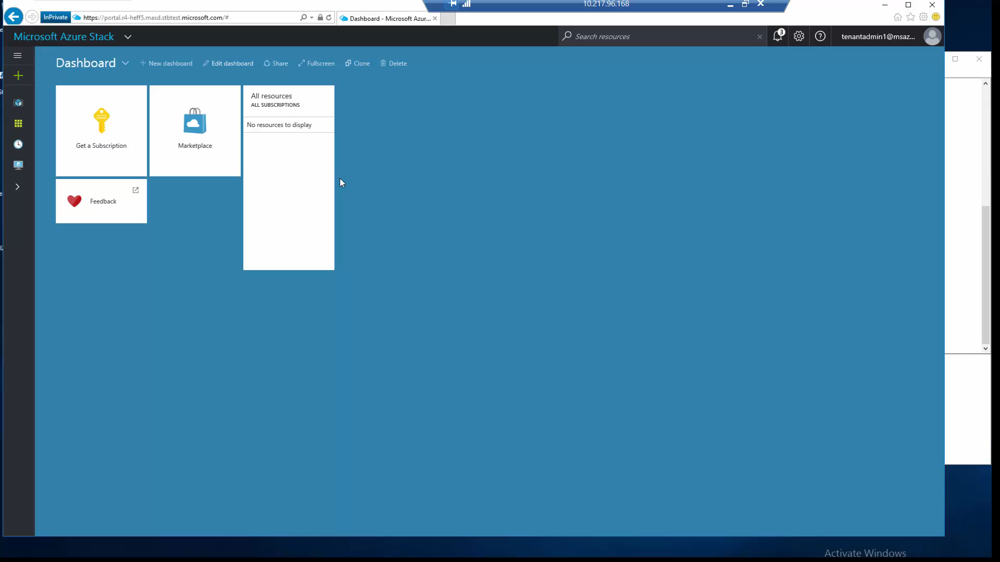 10.217.96.168
InPrivate
https://portal.r4-heff5.masd.stbtest.microsoft.com/#
Dashboard - Microsoft Azur...
Microsoft Azure Stack
Search resources
3
tenantadmin1@msaz...
Dashboard
New dashboard
Edit dashboard
Share
Fullscreen
Clone
Delete
Get a Subscription
Marketplace
All resources
ALL SUBSCRIPTIONS
No resources to display
Feedback
Activate Windows